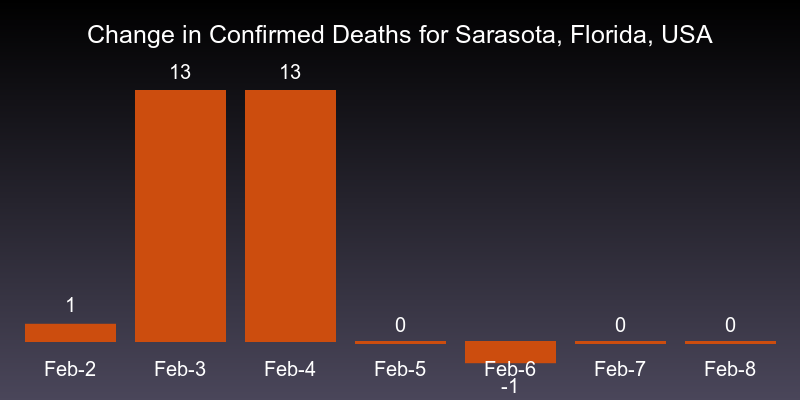 Change in Confirmed Deaths for Sarasota, Florida, USA
13 13
1
0 0 0
Feb-2 Feb-3 Feb-4 Feb-5 Feb-6 Feb-7 Feb-8
-1